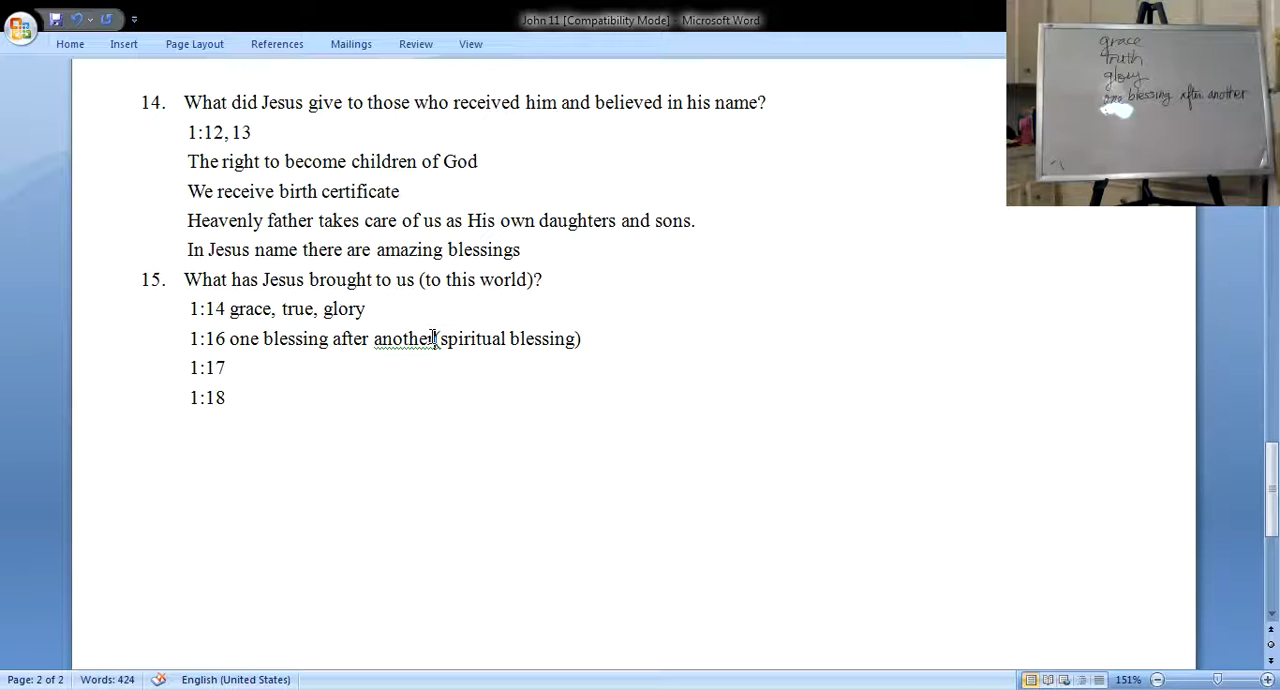 John 11 [Compatibility Mode] - Microsoft Word
Home Insert Page Layout References Mailings Review View
grace
truth
glory
one blessing after another
14. What did Jesus give to those who received him and believed in his name?
1:12, 13
The right to become children of God
We receive birth certificate
Heavenly father takes care of us as His own daughters and sons.
In Jesus name there are amazing blessings
15. What has Jesus brought to us (to this world)?
1:14 grace, true, glory
1:16 one blessing after another(spiritual blessing)
1:17
1:18
Page: 2 of 2 Words: 424 English (United States) 151%